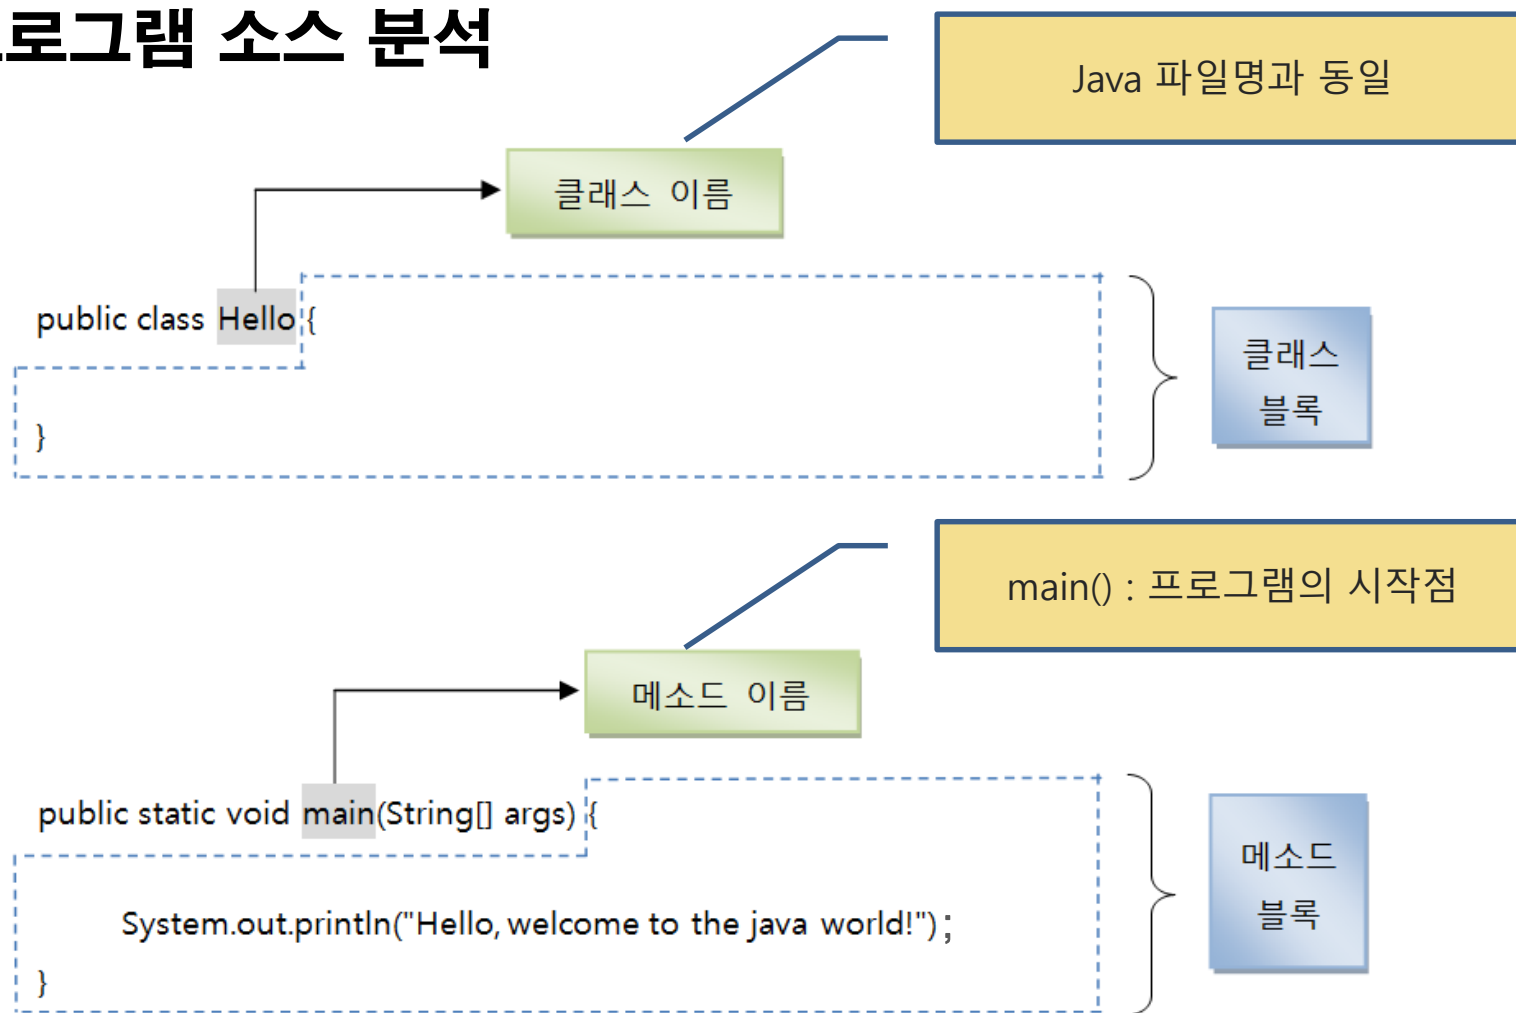 로그램 소스 분석
Java 파일명과 동일
클래스 이름
public class Hello {
}
클래스
블록
main() : 프로그램의 시작점
메소드 이름
public static void main(String[] args) {
System.out.println("Hello, welcome to the java world!");
}
메소드
블록